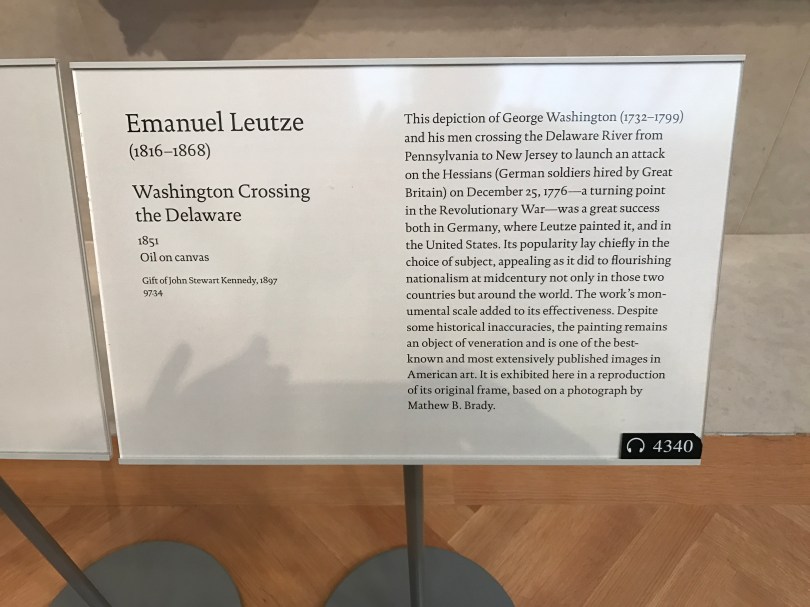 Emanuel Leutze
(1816–1868)
Washington Crossing
the Delaware
1851
Oil on canvas
Gift of John Stewart Kennedy, 1897
97.34
This depiction of George Washington (1732–1799)
and his men crossing the Delaware River from
Pennsylvania to New Jersey to launch an attack
on the Hessians (German soldiers hired by Great
Britain) on December 25, 1776—a turning point
in the Revolutionary War—was a great success
both in Germany, where Leutze painted it, and in
the United States. Its popularity lay chiefly in the
choice of subject, appealing as it did to flourishing
nationalism at midcentury not only in those two
countries but around the world. The work's mon-
umental scale added to its effectiveness. Despite
some historical inaccuracies, the painting remains
an object of veneration and is one of the best-
known and most extensively published images in
American art. It is exhibited here in a reproduction
of its original frame, based on a photograph by
Mathew B. Brady.
4340